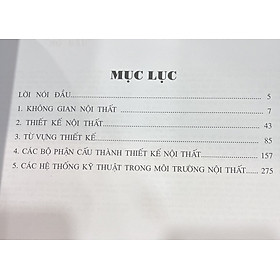 MỤC LỤC
LỜI NÓI ĐẦU.......................................................... 5
1. KHÔNG GIAN NỘI THẤT ........................................ 7
2. THIẾT KẾ NỘI THẤT............................................ 43
3. TỪ VỰNG THIẾT KẾ............................................. 85
4. CÁC BỘ PHẬN CẤU THÀNH THIẾT KẾ NỘI THẤT................ 157
5. CÁC HỆ THỐNG KỸ THUẬT TRONG MÔI TRƯỜNG NỘI THẤT.... 275